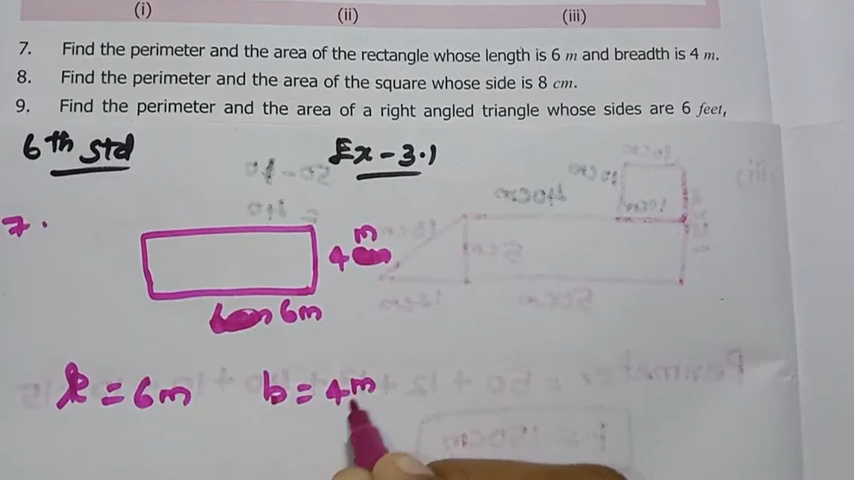 (i) (ii) (iii)
7. Find the perimeter and the area of the rectangle whose length is 6 m and breadth is 4 m.
8. Find the perimeter and the area of the square whose side is 8 cm.
9. Find the perimeter and the area of a right angled triangle whose sides are 6 feet,
6th std Ex - 3.1
7.
4 m
6m
l = 6m b = 4m